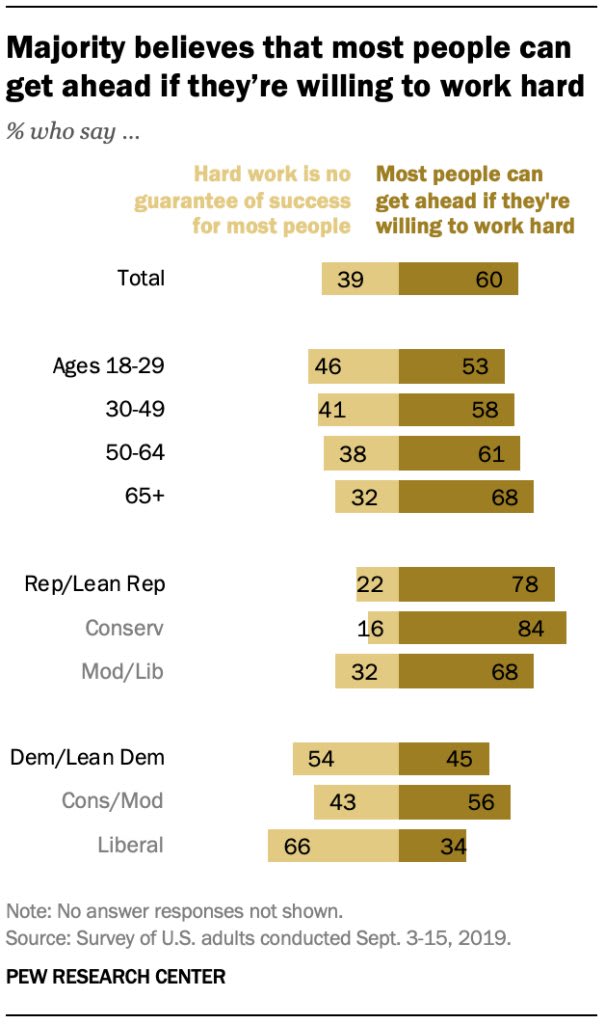 Majority believes that most people can
get ahead if they're willing to work hard
% who say ...
Hard work is no
guarantee of success
for most people
Most people can
get ahead if they're
willing to work hard
Total 39 60
Ages 18-29 46 53
30-49 41 58
50-64 38 61
65+ 32 68
Rep/Lean Rep 22 78
Conserv 16 84
Mod/Lib 32 68
Dem/Lean Dem 54 45
Cons/Mod 43 56
Liberal 66 34
Note: No answer responses not shown.
Source: Survey of U.S. adults conducted Sept. 3-15, 2019.
PEW RESEARCH CENTER